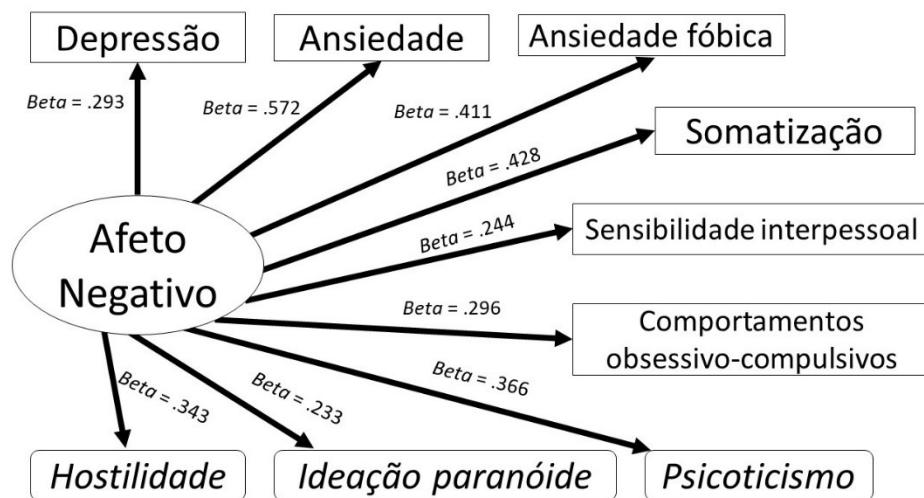 Depressão
Ansiedade
Ansiedade fóbica
Beta = .293
Beta = .572
Beta = .411
Somatização
Beta = .428
Afeto
Negativo
Beta = .244
Sensibilidade interpessoal
Beta = .296
Comportamentos
obsessivo-compulsivos
Beta = .343
Beta = .233
Beta = .366
Hostilidade
Ideação paranóide
Psicoticismo